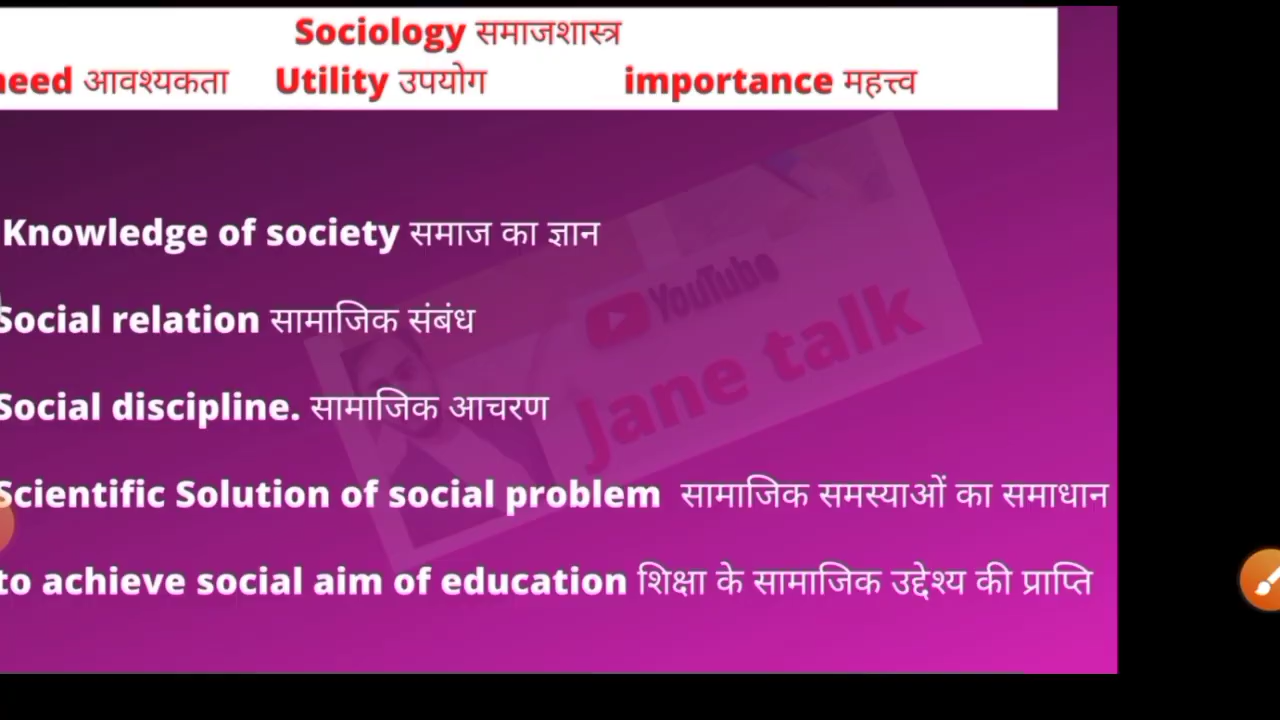 Sociology समाजशास्त्र
need आवश्यकता Utility उपयोग importance महत्त्व
Knowledge of society समाज का ज्ञान
YouTube
Jane talk
Social relation सामाजिक संबंध
Social discipline. सामाजिक आचरण
Scientific Solution of social problem सामाजिक समस्याओं का समाधान
to achieve social aim of education शिक्षा के सामाजिक उद्देश्य की प्राप्ति